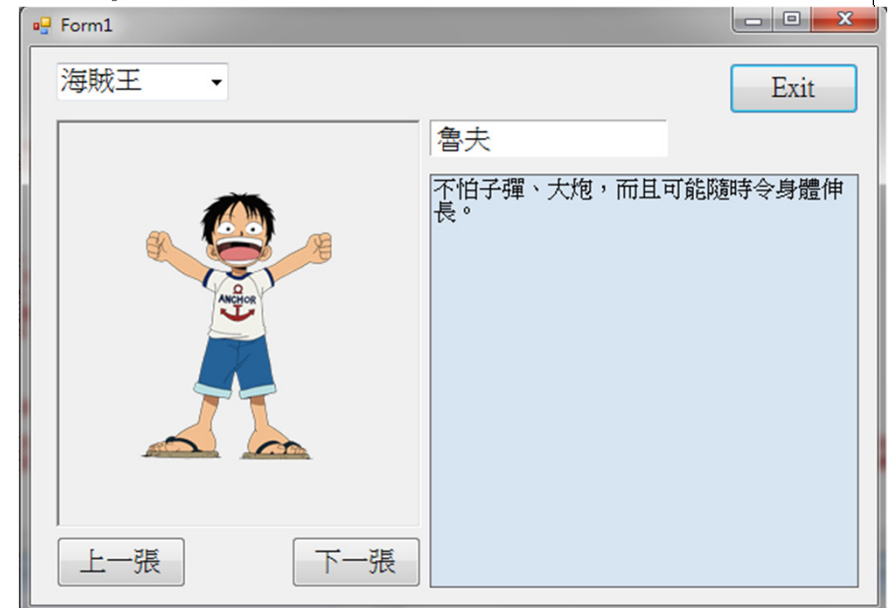 Form1
海賊王
Exit
魯夫
不怕子彈、大炮，而且可能隨時令身體伸
長。
ANCHOR
上一張
下一張